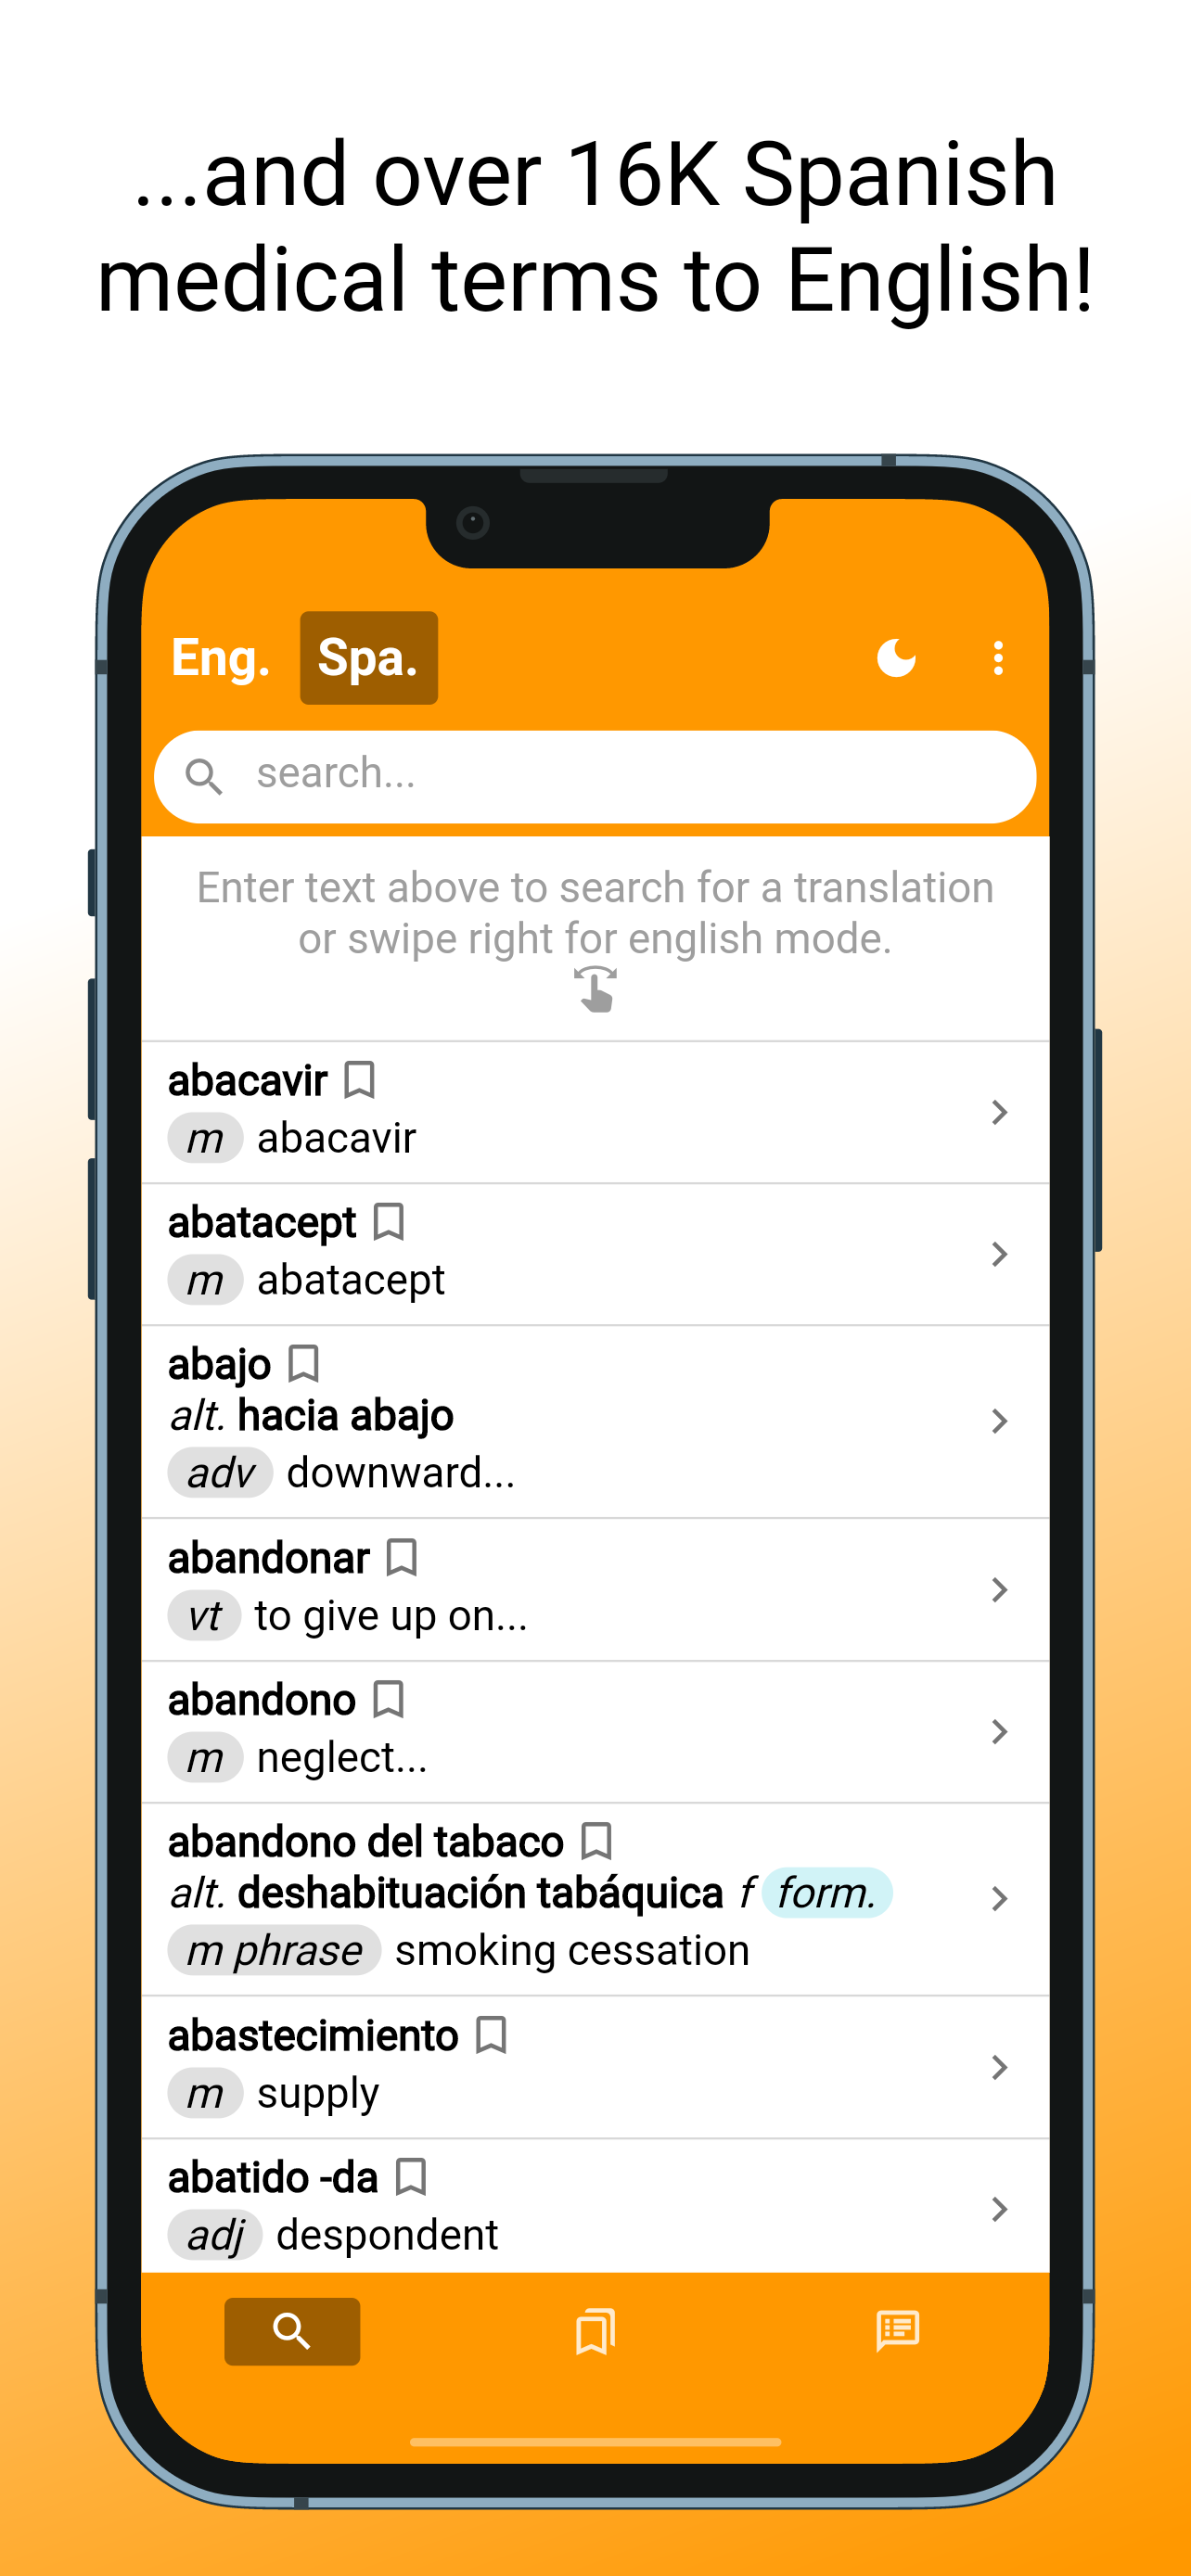 ...and over 16K Spanish
medical terms to English!
Eng. Spa.
search...
Enter text above to search for a translation
or swipe right for english mode.
abacavir
m abacavir
abatacept
m abatacept
abajo
alt. hacia abajo
adv downward...
abandonar
vt to give up on...
abandono
m neglect...
abandono del tabaco
alt. deshabituación tabáquica f form.
m phrase smoking cessation
abastecimiento
m supply
abatido -da
adj despondent